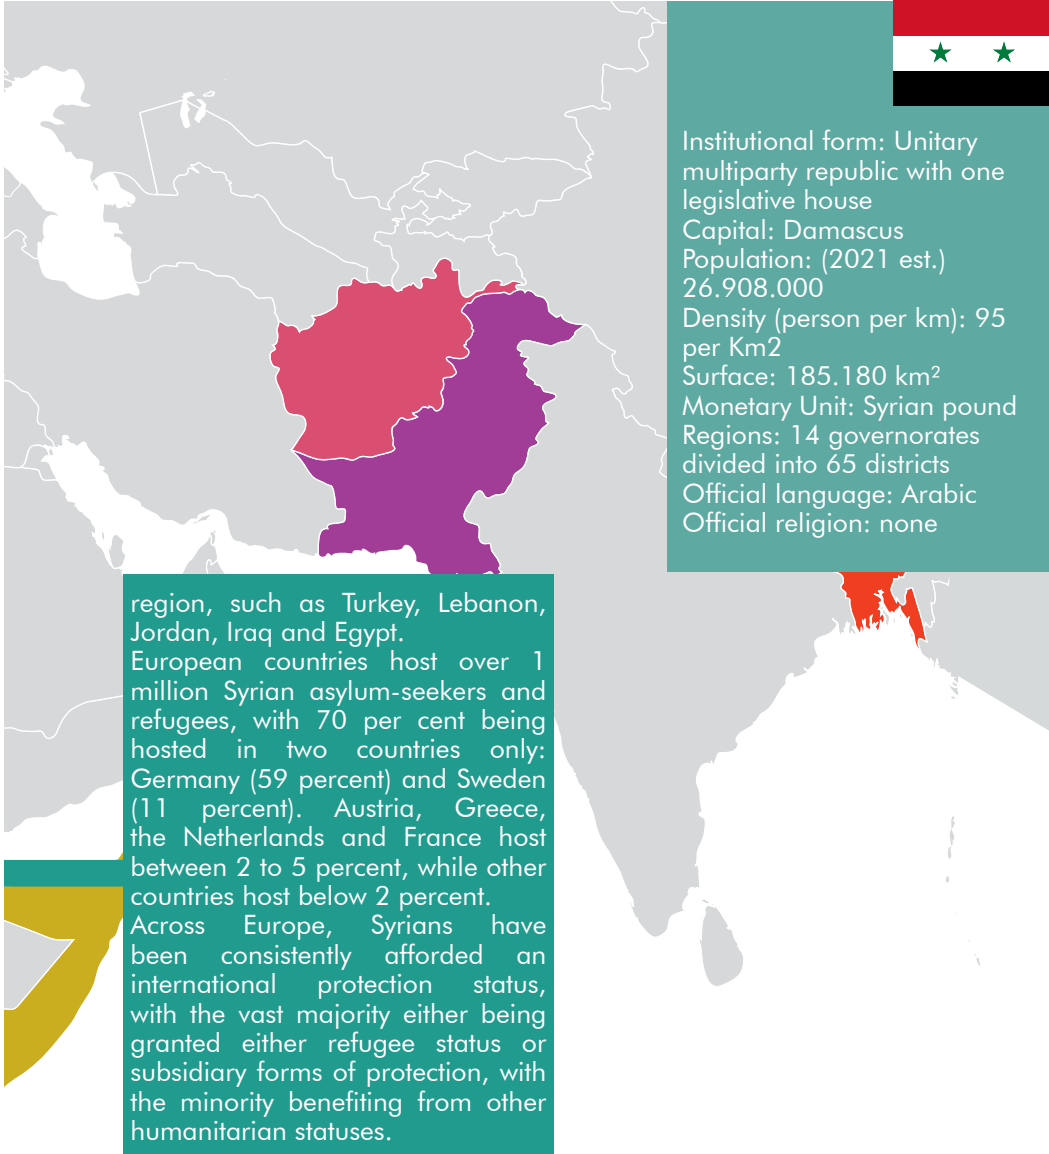 Institutional form: Unitary
multiparty republic with one
legislative house
Capital: Damascus
Population: (2021 est.)
26.908.000
Density (person per km): 95
per Km2
Surface: 185.180 km²
Monetary Unit: Syrian pound
Regions: 14 governorates
divided into 65 districts
Official language: Arabic
Official religion: none
region, such as Turkey, Lebanon,
Jordan, Iraq and Egypt.
European countries host over 1
million Syrian asylum-seekers and
refugees, with 70 per cent being
hosted in two countries only:
Germany (59 percent) and Sweden
(11 percent). Austria, Greece,
the Netherlands and France host
between 2 to 5 percent, while other
countries host below 2 percent.
Across Europe, Syrians have
been consistently afforded an
international protection status,
with the vast majority either being
granted either refugee status or
subsidiary forms of protection, with
the minority benefiting from other
humanitarian statuses.